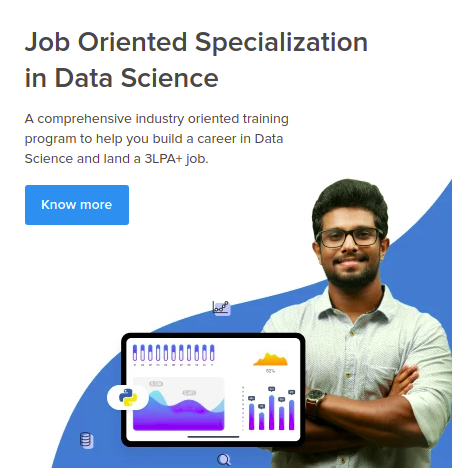 Job Oriented Specialization
in Data Science
A comprehensive industry oriented training
program to help you build a career in Data
Science and land a 3LPA+ job.
Know more
62%